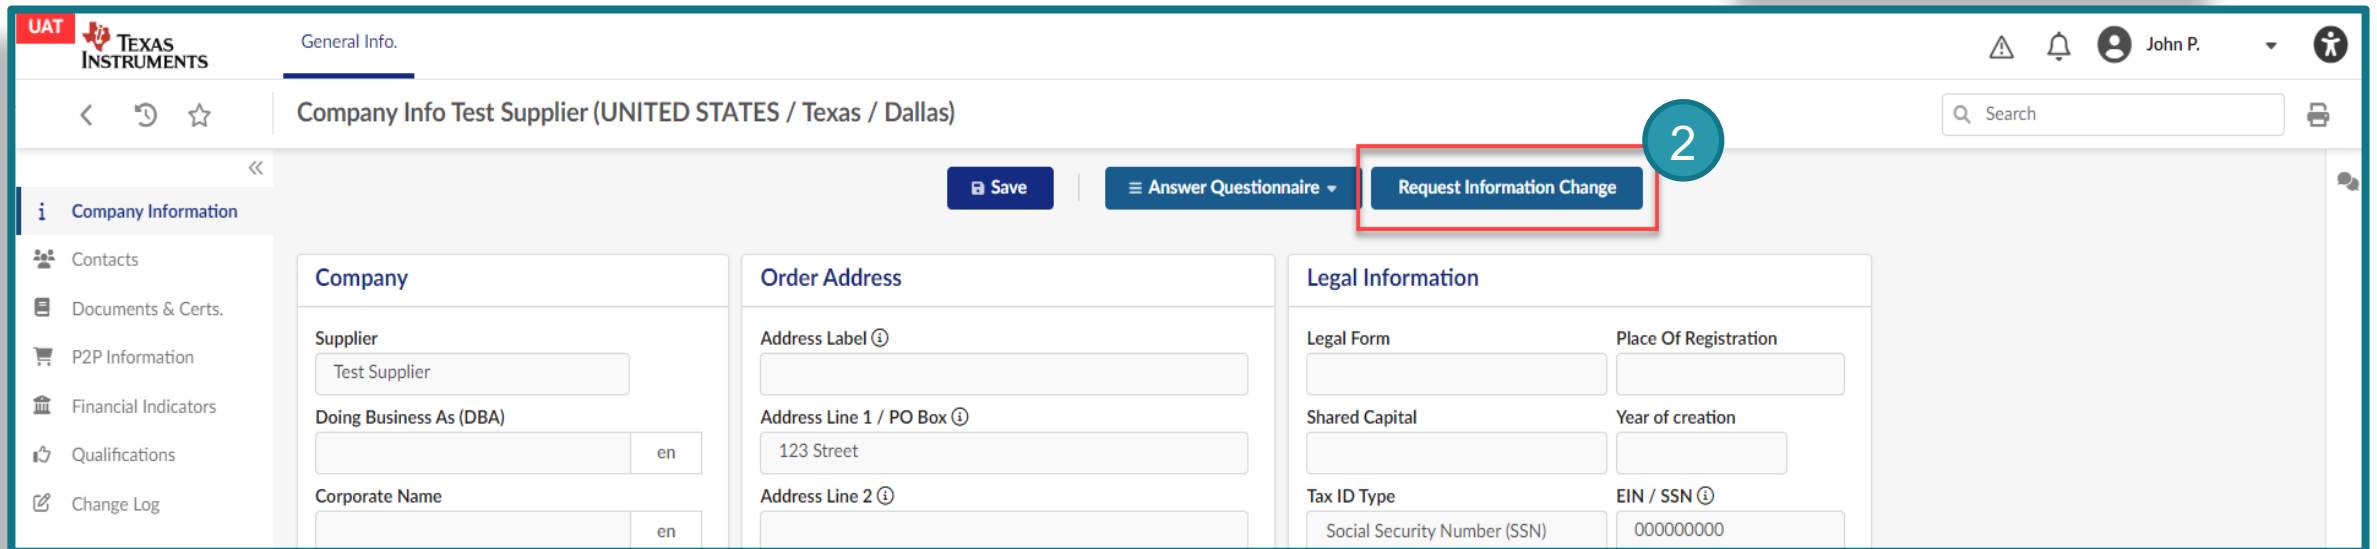 UAT
TEXAS
INSTRUMENTS
General Info.
John P.
Company Info Test Supplier (UNITED STATES / Texas / Dallas)
Search
2
Save
Answer Questionnaire
Request Information Change
Company Information
Contacts
Documents & Certs.
P2P Information
Financial Indicators
Qualifications
Change Log
Company
Supplier
Test Supplier
Doing Business As (DBA)
en
Corporate Name
en
Order Address
Address Label
Address Line 1 / PO Box
123 Street
Address Line 2
Legal Information
Legal Form
Place Of Registration
Shared Capital
Year of creation
Tax ID Type
EIN / SSN
Social Security Number (SSN)
000000000